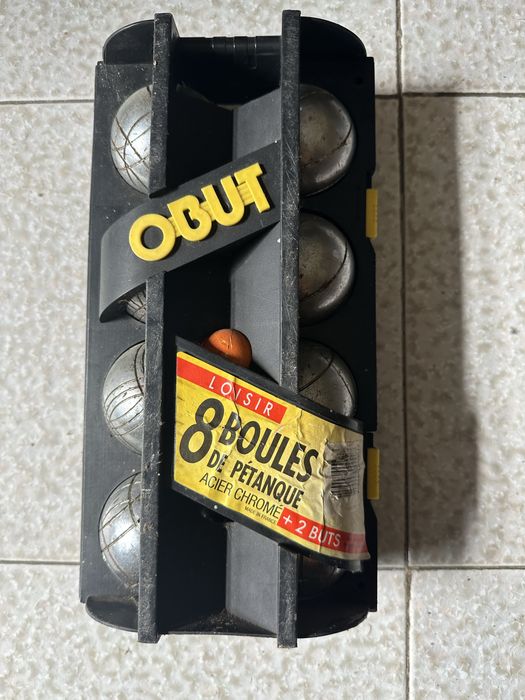 OBUT
LOISIR
8 BOULES
DE PÉTANQUE
ACIER CHROMÉ
MADE IN FRANCE
+ 2 BUTS